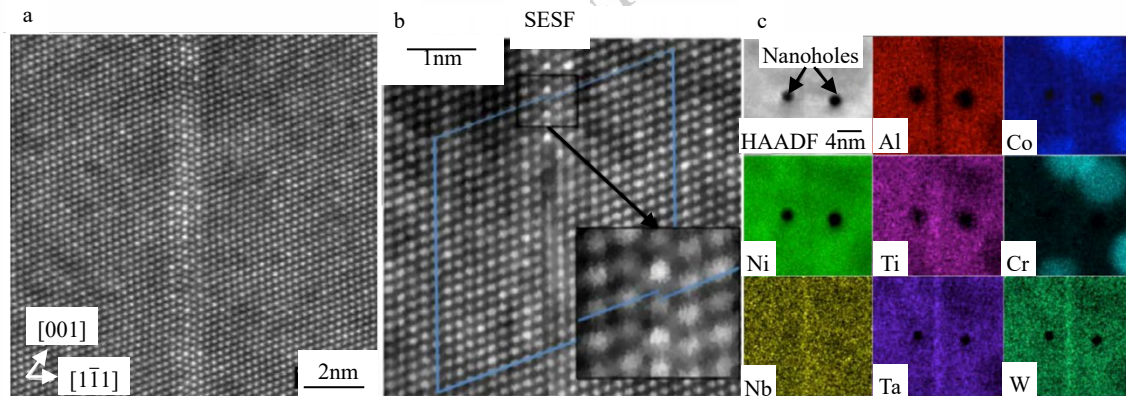 a
[001]
[11̄1]
2nm
b
SESF
1nm
c
Nanoholes
HAADF 4nm
Al
Co
Ni
Ti
Cr
Nb
Ta
W